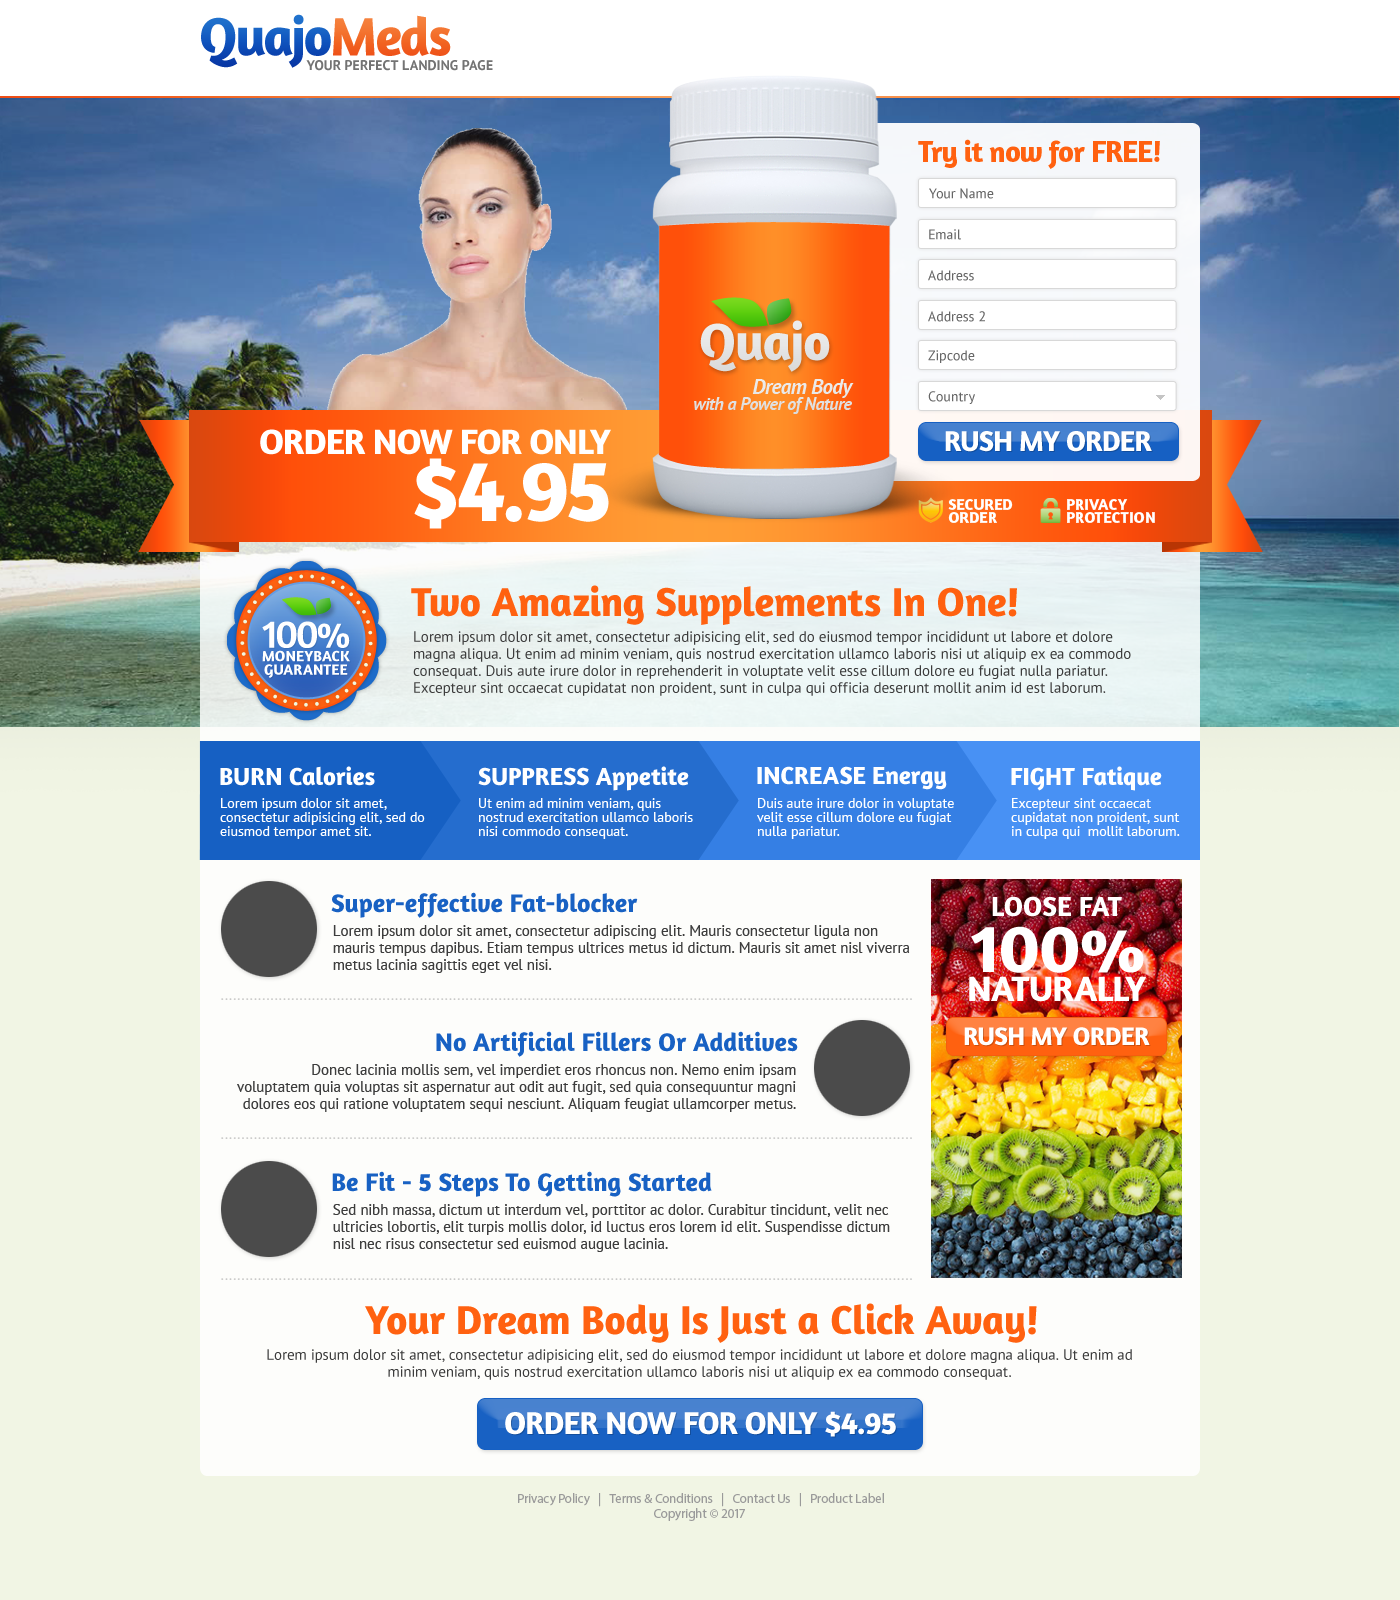 QuajoMeds
YOUR PERFECT LANDING PAGE
Try it now for FREE!
Your Name
Email
Address
Address 2
Zipcode
Country
RUSH MY ORDER
Quajo
Dream Body
with a Power of Nature
ORDER NOW FOR ONLY
$4.95
SECURED
ORDER
PRIVACY
PROTECTION
100%
MONEYBACK
GUARANTEE
Two Amazing Supplements In One!
Lorem ipsum dolor sit amet, consectetur adipisicing elit, sed do eiusmod tempor incididunt ut labore et dolore
magna aliqua. Ut enim ad minim veniam, quis nostrud exercitation ullamco laboris nisi ut aliquip ex ea commodo
consequat. Duis aute irure dolor in reprehenderit in voluptate velit esse cillum dolore eu fugiat nulla pariatur.
Excepteur sint occaecat cupidatat non proident, sunt in culpa qui officia deserunt mollit anim id est laborum.
BURN Calories
Lorem ipsum dolor sit amet,
consectetur adipisicing elit, sed do
eiusmod tempor amet sit.
SUPPRESS Appetite
Ut enim ad minim veniam, quis
nostrud exercitation ullamco laboris
nisi commodo consequat.
INCREASE Energy
Duis aute irure dolor in voluptate
velit esse cillum dolore eu fugiat
nulla pariatur.
FIGHT Fatique
Excepteur sint occaecat
cupidatat non proident, sunt
in culpa qui mollit laborum.
Super-effective Fat-blocker
Lorem ipsum dolor sit amet, consectetur adipiscing elit. Mauris consectetur ligula non
mauris tempus dapibus. Etiam tempus ultrices metus id dictum. Mauris sit amet nisl viverra
metus lacinia sagittis eget vel nisi.
No Artificial Fillers Or Additives
Donec lacinia mollis sem, vel imperdiet eros rhoncus non. Nemo enim ipsam
voluptatem quia voluptas sit aspernatur aut odit aut fugit, sed quia consequuntur magni
dolores eos qui ratione voluptatem sequi nesciunt. Aliquam feugiat ullamcorper metus.
Be Fit - 5 Steps To Getting Started
Sed nibh massa, dictum ut interdum vel, porttitor ac dolor. Curabitur tincidunt, velit nec
ultricies lobortis, elit turpis mollis dolor, id luctus eros lorem id elit. Suspendisse dictum
nisl nec risus consectetur sed euismod augue lacinia.
LOOSE FAT
100%
NATURALLY
RUSH MY ORDER
Your Dream Body Is Just a Click Away!
Lorem ipsum dolor sit amet, consectetur adipisicing elit, sed do eiusmod tempor incididunt ut labore et dolore magna aliqua. Ut enim ad
minim veniam, quis nostrud exercitation ullamco laboris nisi ut aliquip ex ea commodo consequat.
ORDER NOW FOR ONLY $4.95
Privacy Policy | Terms & Conditions | Contact Us | Product Label
Copyright © 2017